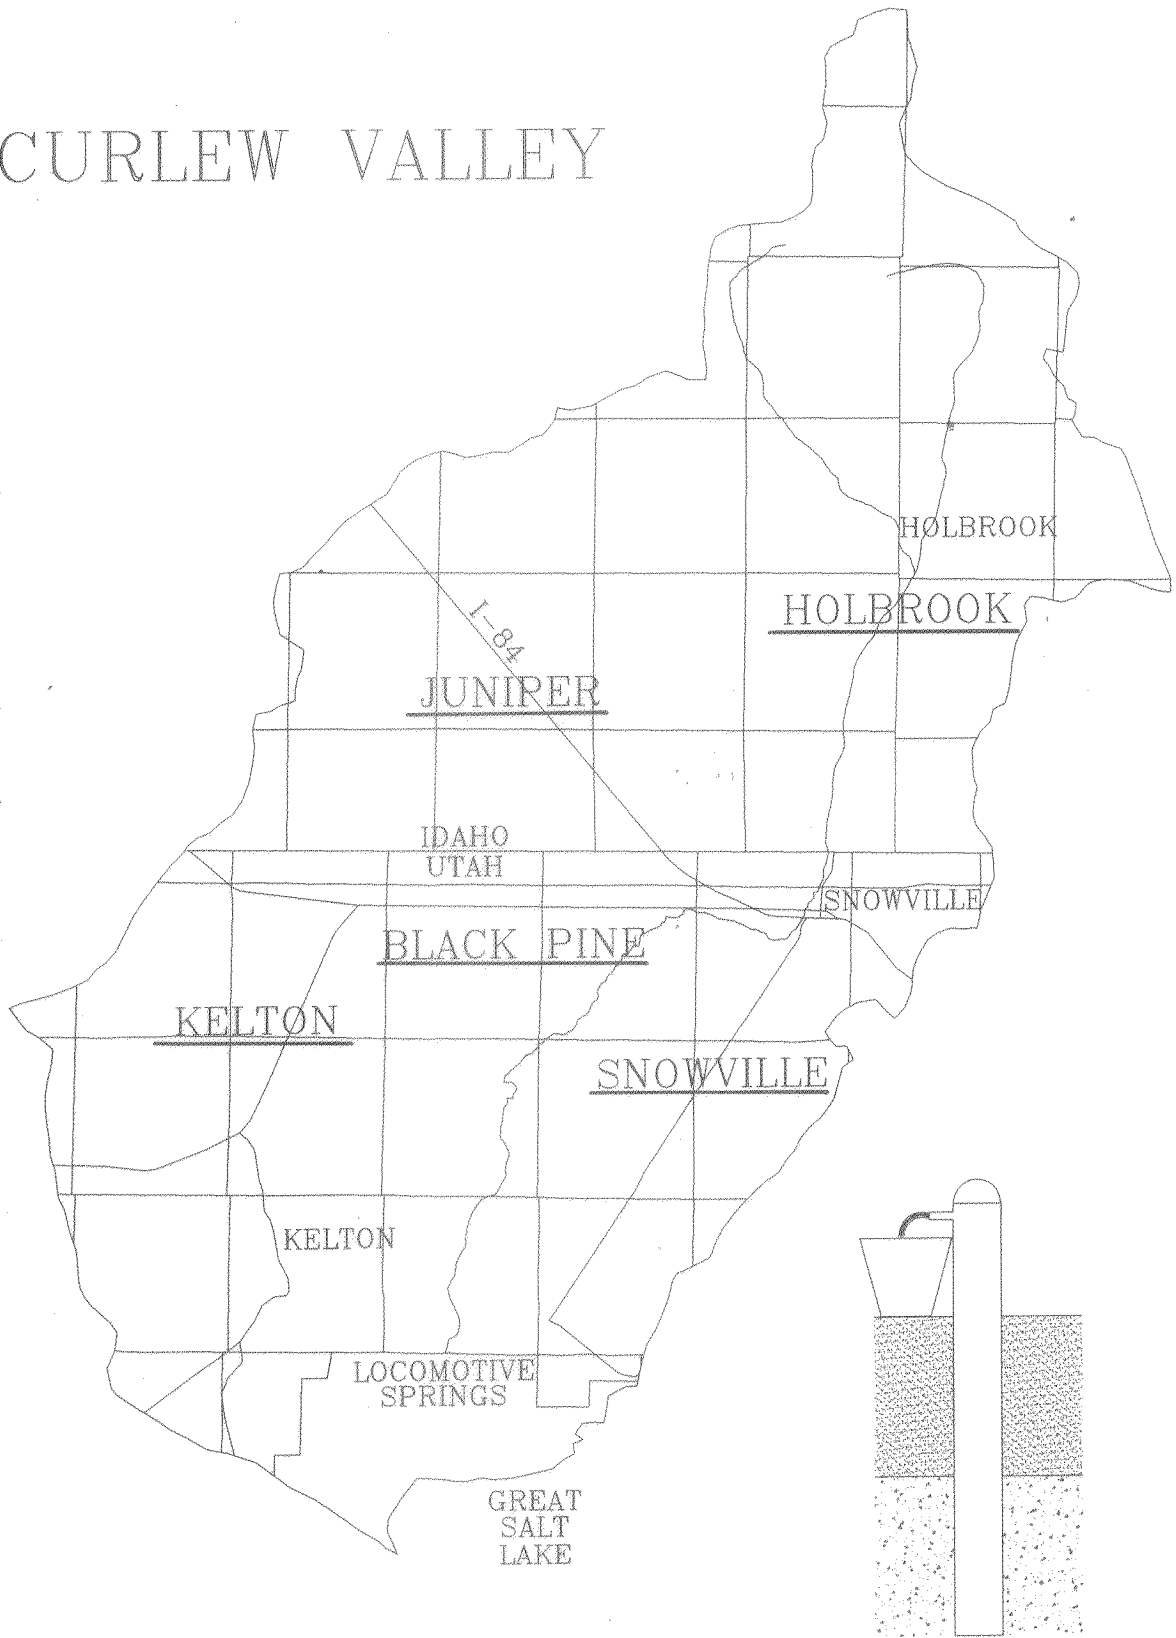 CURLEW VALLEY
HOLBROOK
HOLBROOK
I-84
JUNIPER
IDAHO
UTAH
SNOWVILLE
BLACK PINE
KELTON
SNOWVILLE
KELTON
LOCOMOTIVE
SPRINGS
GREAT
SALT
LAKE